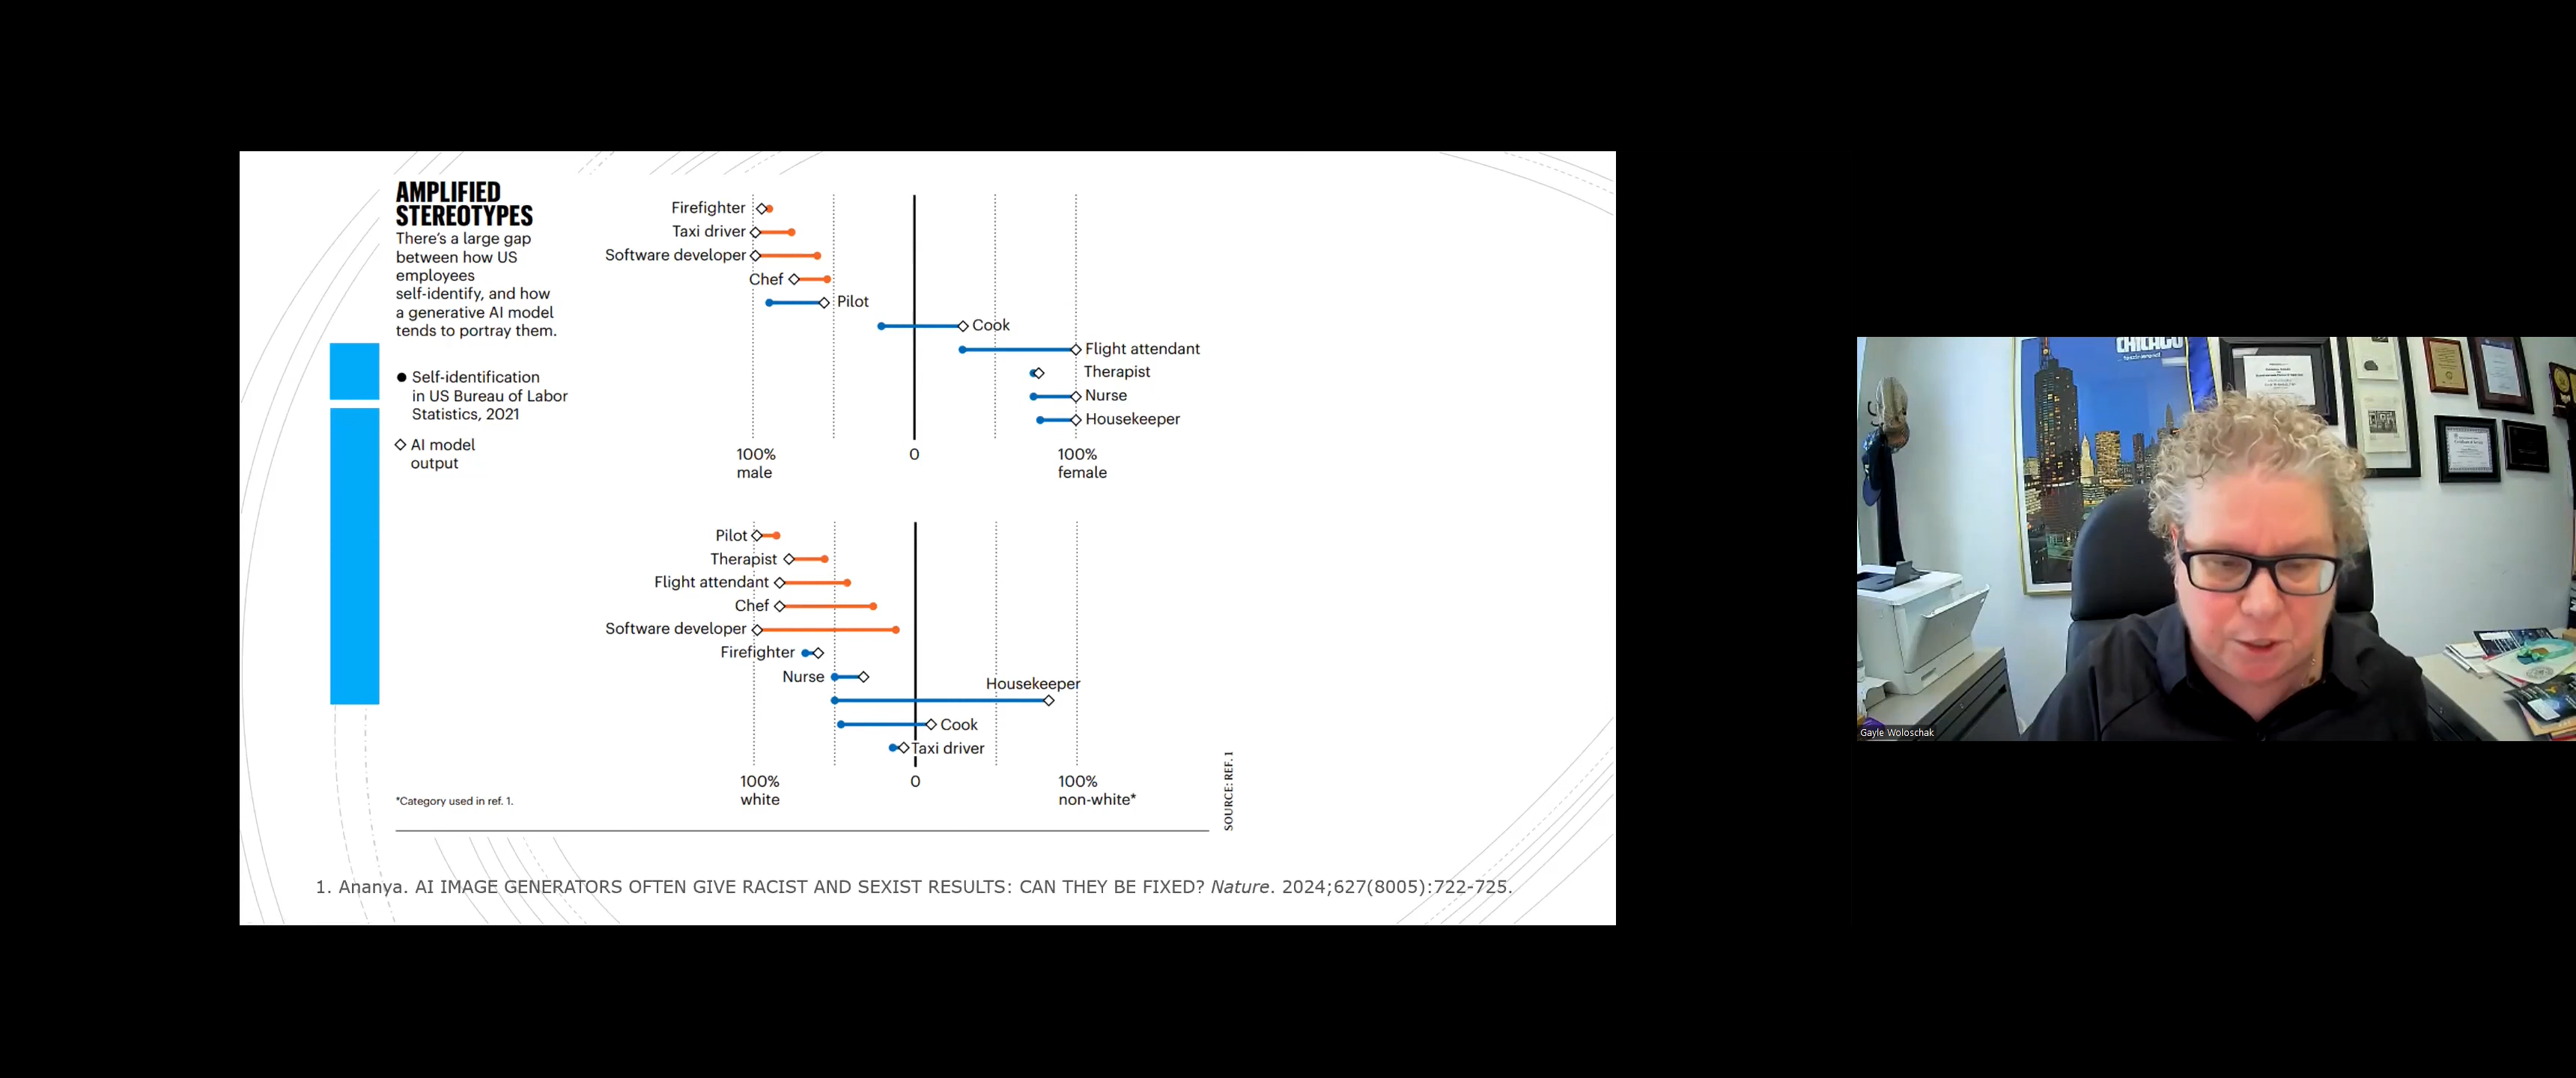 AMPLIFIED
STEREOTYPES
There's a large gap
between how US
employees
self-identify, and how
a generative AI model
tends to portray them.
Self-identification
in US Bureau of Labor
Statistics, 2021
AI model
output
Firefighter
Taxi driver
Software developer
Chef
Pilot
Cook
Flight attendant
Therapist
Nurse
Housekeeper
100%
male
0
100%
female
Pilot
Therapist
Flight attendant
Chef
Software developer
Firefighter
Nurse
Housekeeper
Cook
Taxi driver
100%
white
0
100%
non-white*
*Category used in ref. 1.
SOURCE: REF. 1
1. Ananya. AI IMAGE GENERATORS OFTEN GIVE RACIST AND SEXIST RESULTS: CAN THEY BE FIXED? Nature. 2024;627(8005):722-725.
CHICAGO
Gayle Woloschak